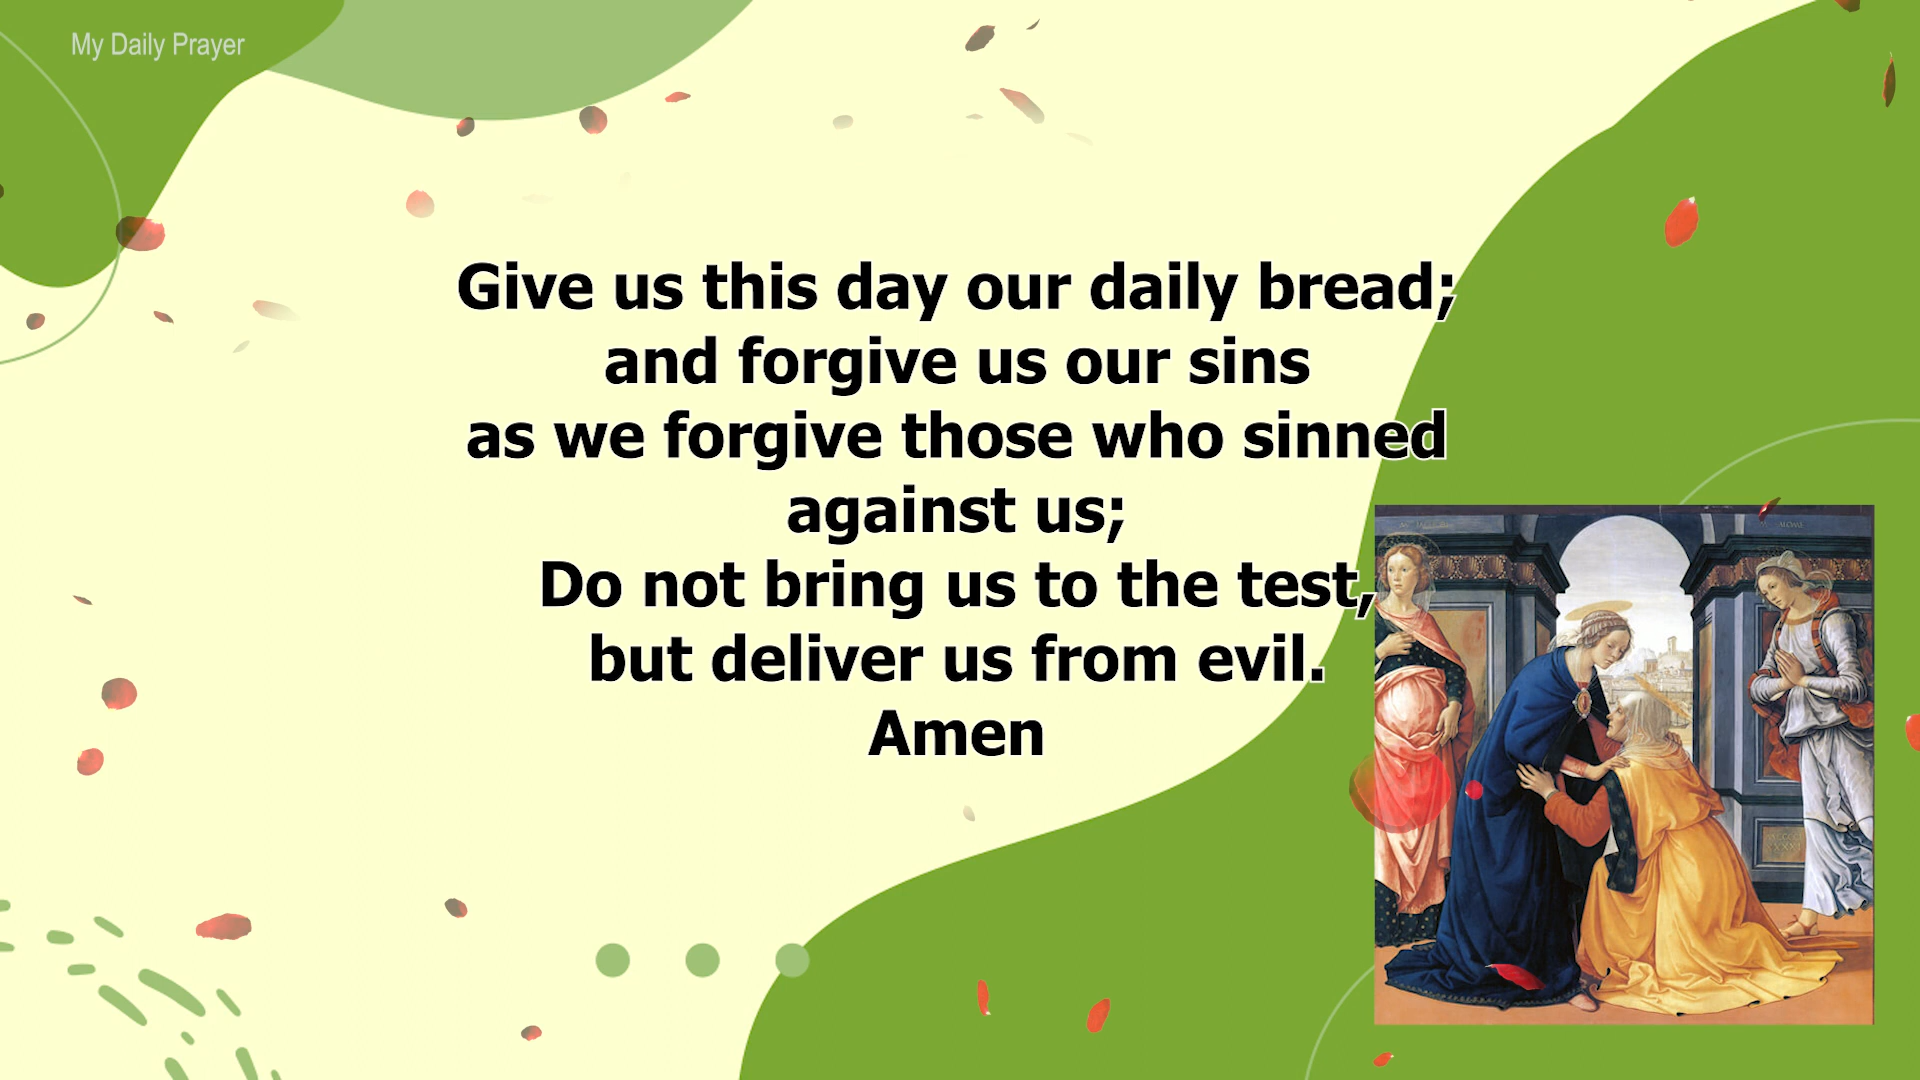 My Daily Prayer
Give us this day our daily bread;
and forgive us our sins
as we forgive those who sinned
against us;
Do not bring us to the test,
but deliver us from evil.
Amen